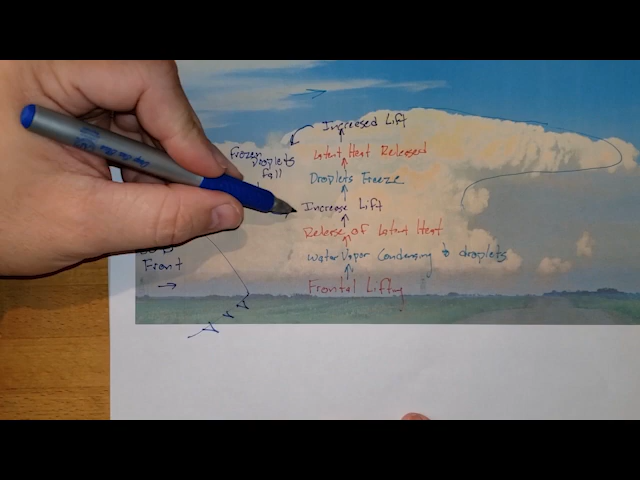 Increased Lift
Latent Heat Released
Frozen
Droplets
Fall
Droplets Freeze
Increase Lift
Release of Latent Heat
Water Vapor Condensing to droplets
Front
Frontal Lifting